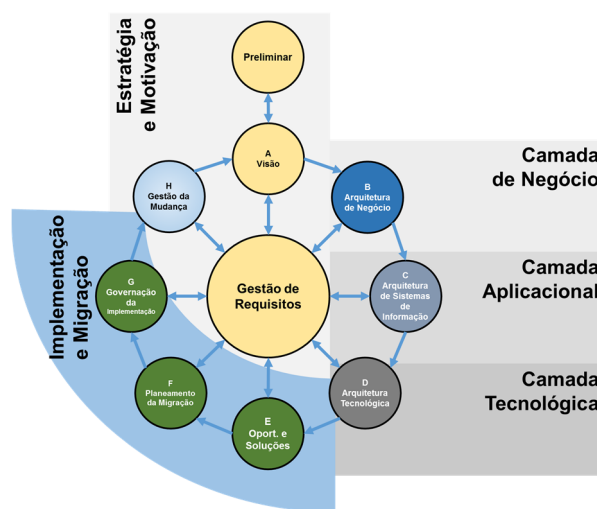 Estratégia
e Motivação
Preliminar
A
Visão
H
Gestão da
Mudança
B
Arquitetura
de Negócio
Camada
de Negócio
Implementação
e Migração
G
Governação
da
Implementação
Gestão de
Requisitos
C
Arquitetura
de Sistemas
de
Informação
Camada
Aplicacional
F
Planeamento
da Migração
E
Oport. e
Soluções
D
Arquitetura
Tecnológica
Camada
Tecnológica